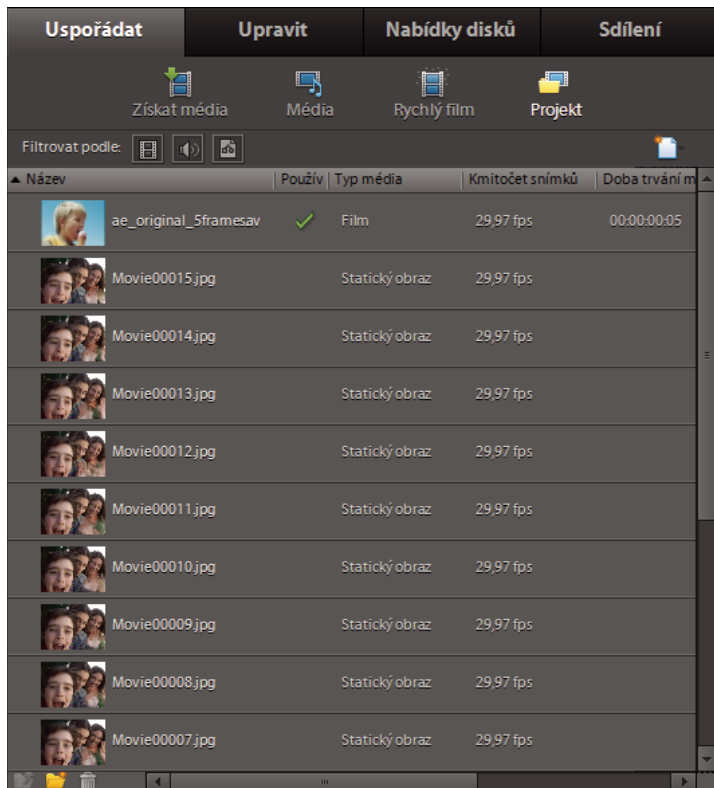 Uspořádat Upravit Nabídky disků Sdílení
Získat média Média Rychlý film Projekt
Filtrovat podle:
Název Použív Typ média Kmitočet snímků Doba trvání m
ae_original_5framesav Film 29,97 fps 00:00:00:05
Movie00015.jpg Statický obraz 29,97 fps
Movie00014.jpg Statický obraz 29,97 fps
Movie00013.jpg Statický obraz 29,97 fps
Movie00012.jpg Statický obraz 29,97 fps
Movie00011.jpg Statický obraz 29,97 fps
Movie00010.jpg Statický obraz 29,97 fps
Movie00009.jpg Statický obraz 29,97 fps
Movie00008.jpg Statický obraz 29,97 fps
Movie00007.jpg Statický obraz 29,97 fps